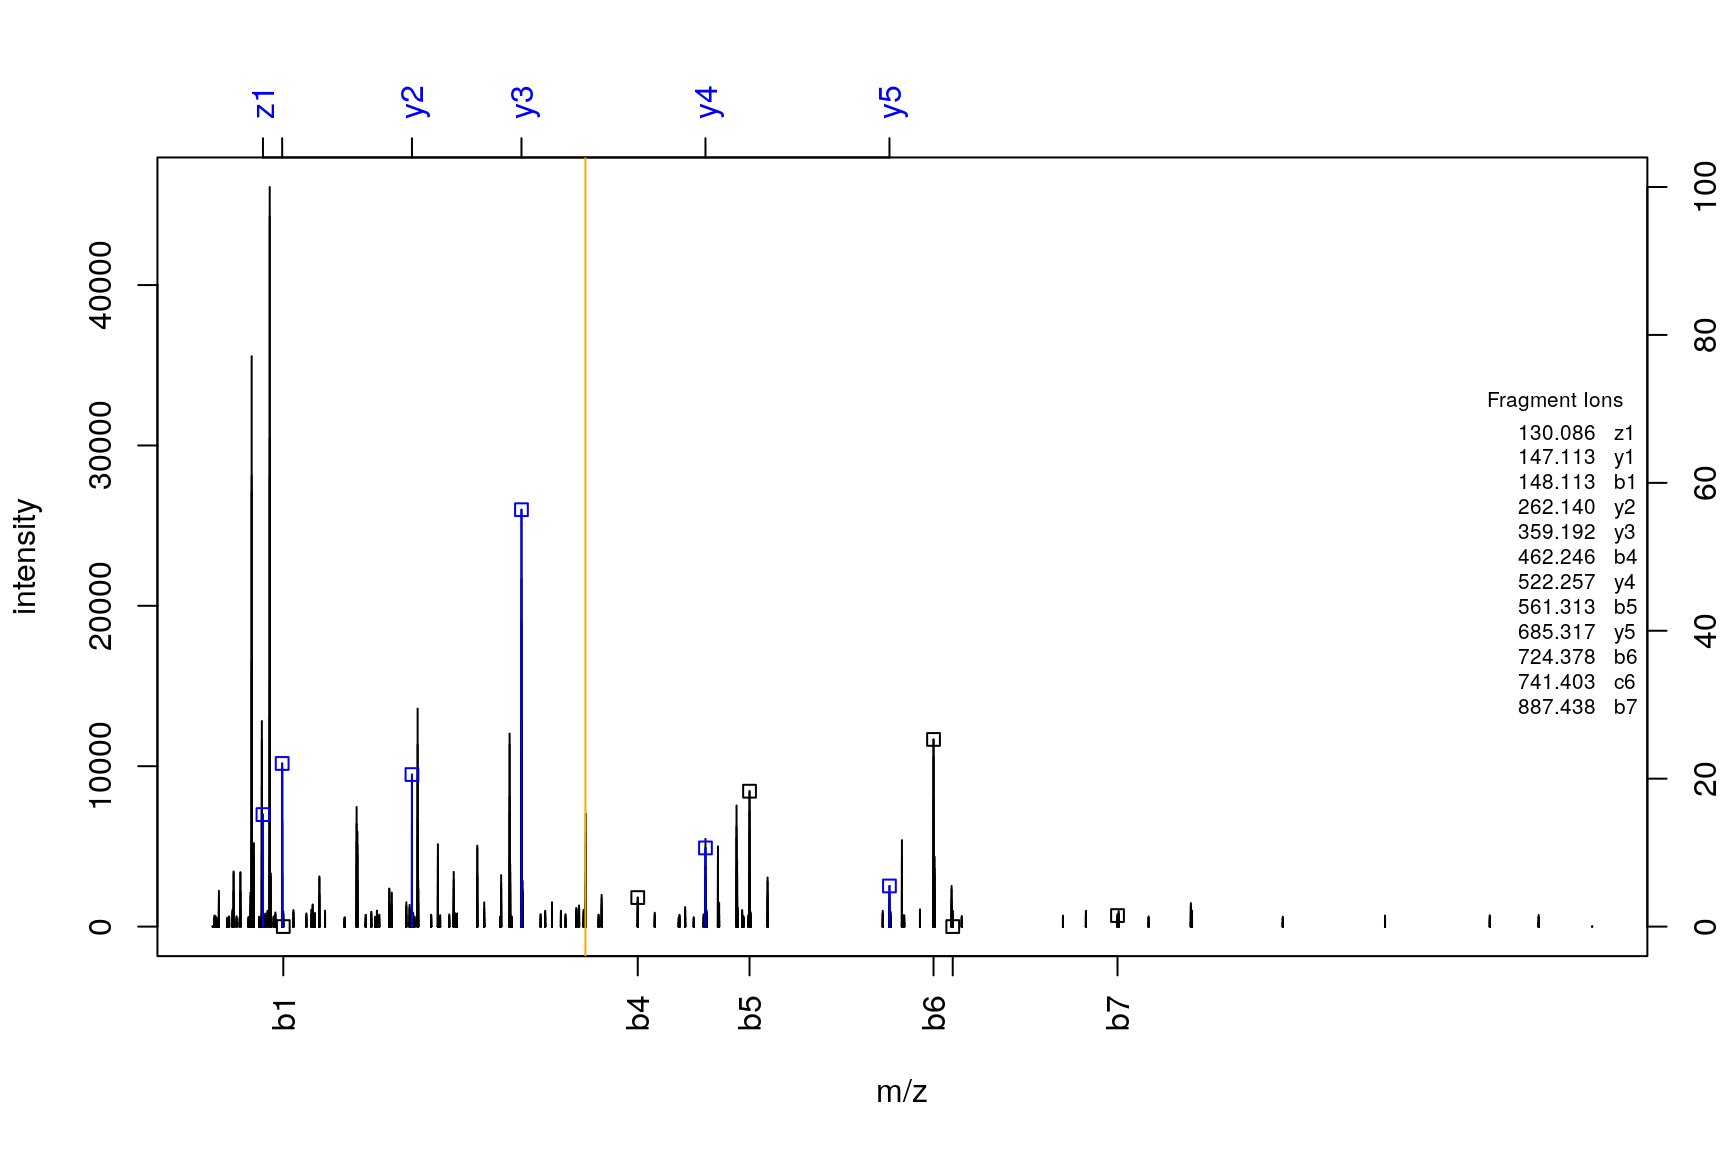 z1 y2 y3 y4 y5
intensity
0 10000 20000 30000 40000
0 20 40 60 80 100
Fragment Ions
130.086 z1
147.113 y1
148.113 b1
262.140 y2
359.192 y3
462.246 b4
522.257 y4
561.313 b5
685.317 y5
724.378 b6
741.403 c6
887.438 b7
b1 b4 b5 b6 b7
m/z